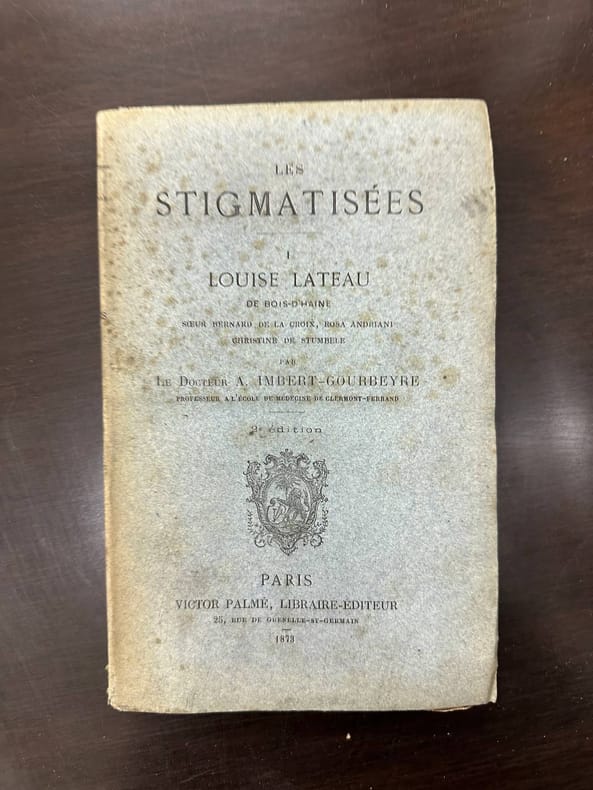 LES
STIGMATISÉES
I
LOUISE LATEAU
DE BOIS-D'HAINE
SŒUR BERNARD DE LA CROIX, ROSA ANDRIANI
CHRISTINE DE STUMBELE
PAR
LE DOCTEUR A. IMBERT-GOURBEYRE
PROFESSEUR A L'ÉCOLE DE MÉDECINE DE CLERMONT-FERRAND
2e édition
PARIS
VICTOR PALMÉ, LIBRAIRE-ÉDITEUR
25, RUE DE GRENELLE-ST-GERMAIN
1873